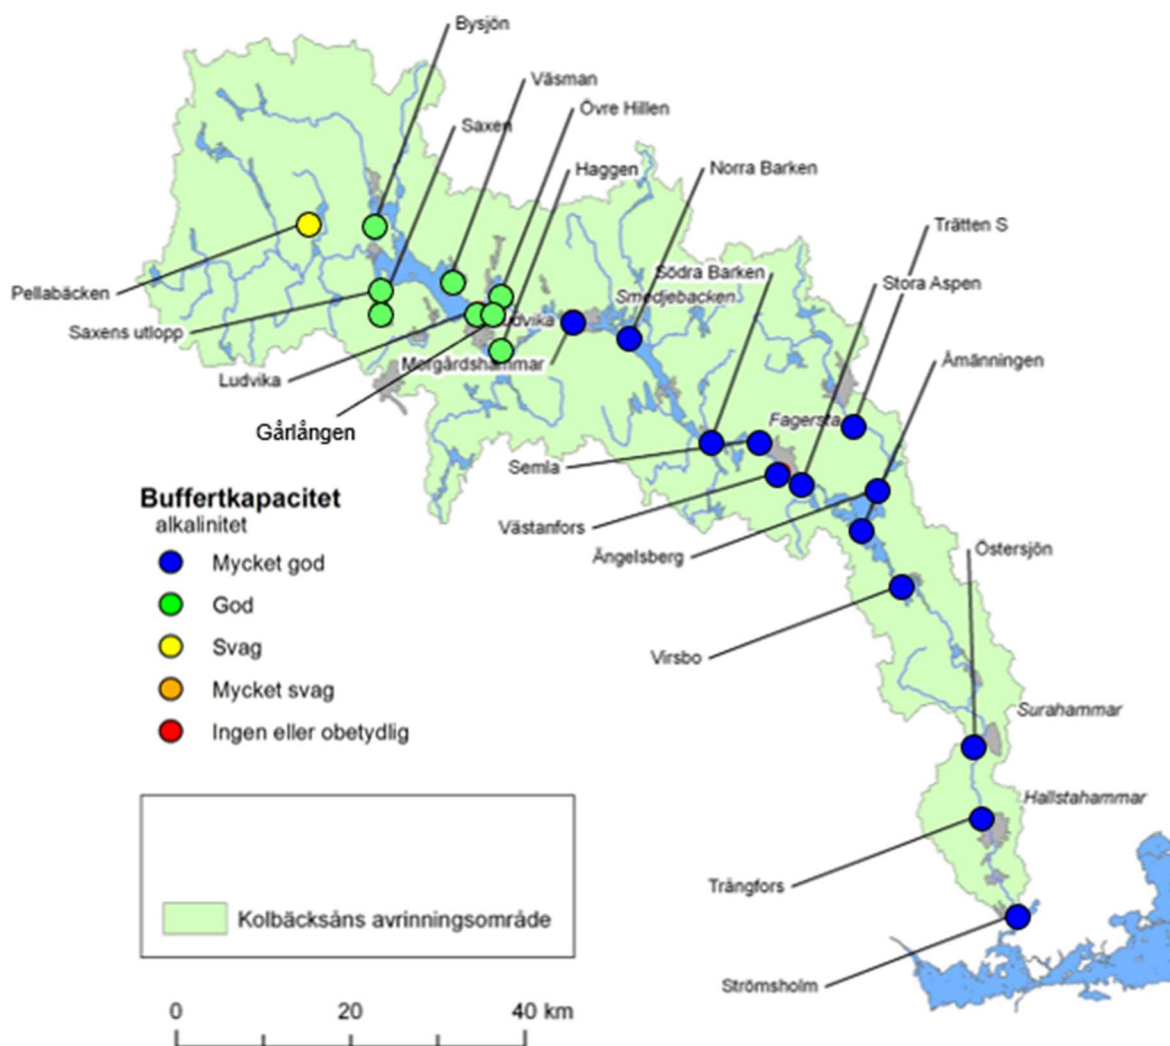 Bysjön
Väsman
Övre Hillen
Saxen
Haggen
Norra Barken
Trätten S
Södra Barken
Stora Aspen
Pellabäcken
Smedjebacken
Saxens utlopp
Ludvika
Morgårdshammar
Åmänningen
Ludvika
Gårlången
Fagersta
Semla
Buffertkapacitet
alkalinitet
Västanfors
Ängelsberg
Östersjön
Mycket god
God
Svag
Mycket svag
Ingen eller obetydlig
Virsbo
Surahammar
Hallstahammar
Trångfors
Kolbäcksåns avrinningsområde
Strömsholm
0 20 40 km